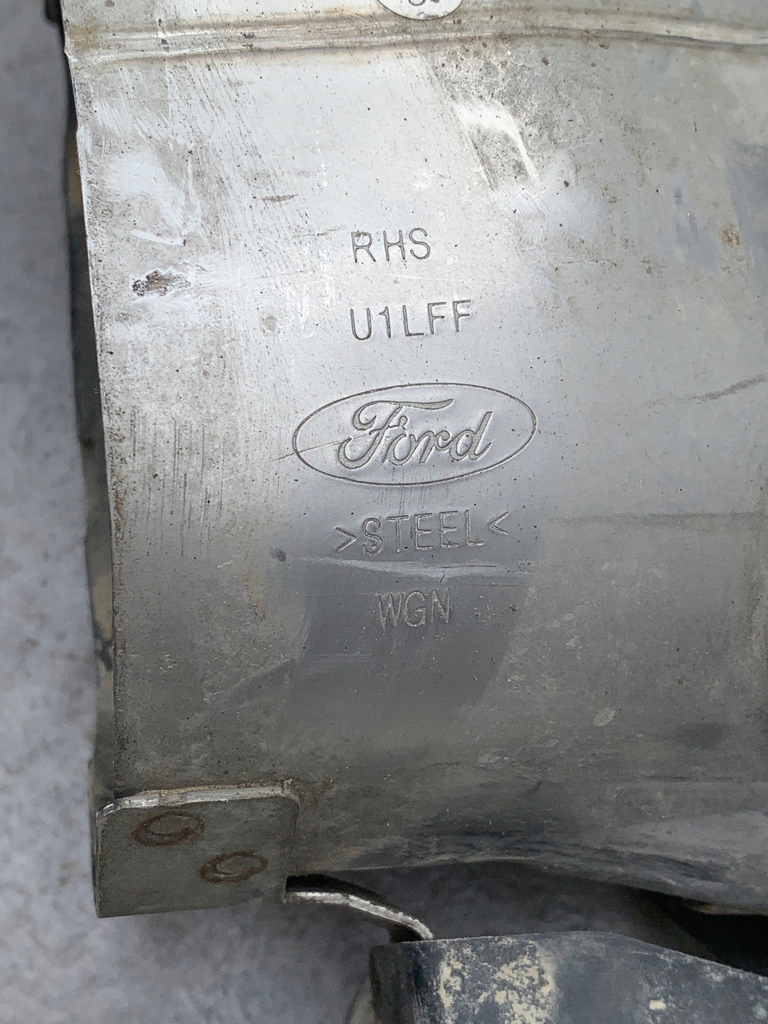 RHS
U1LFF
Ford
>STEEL<
WGN